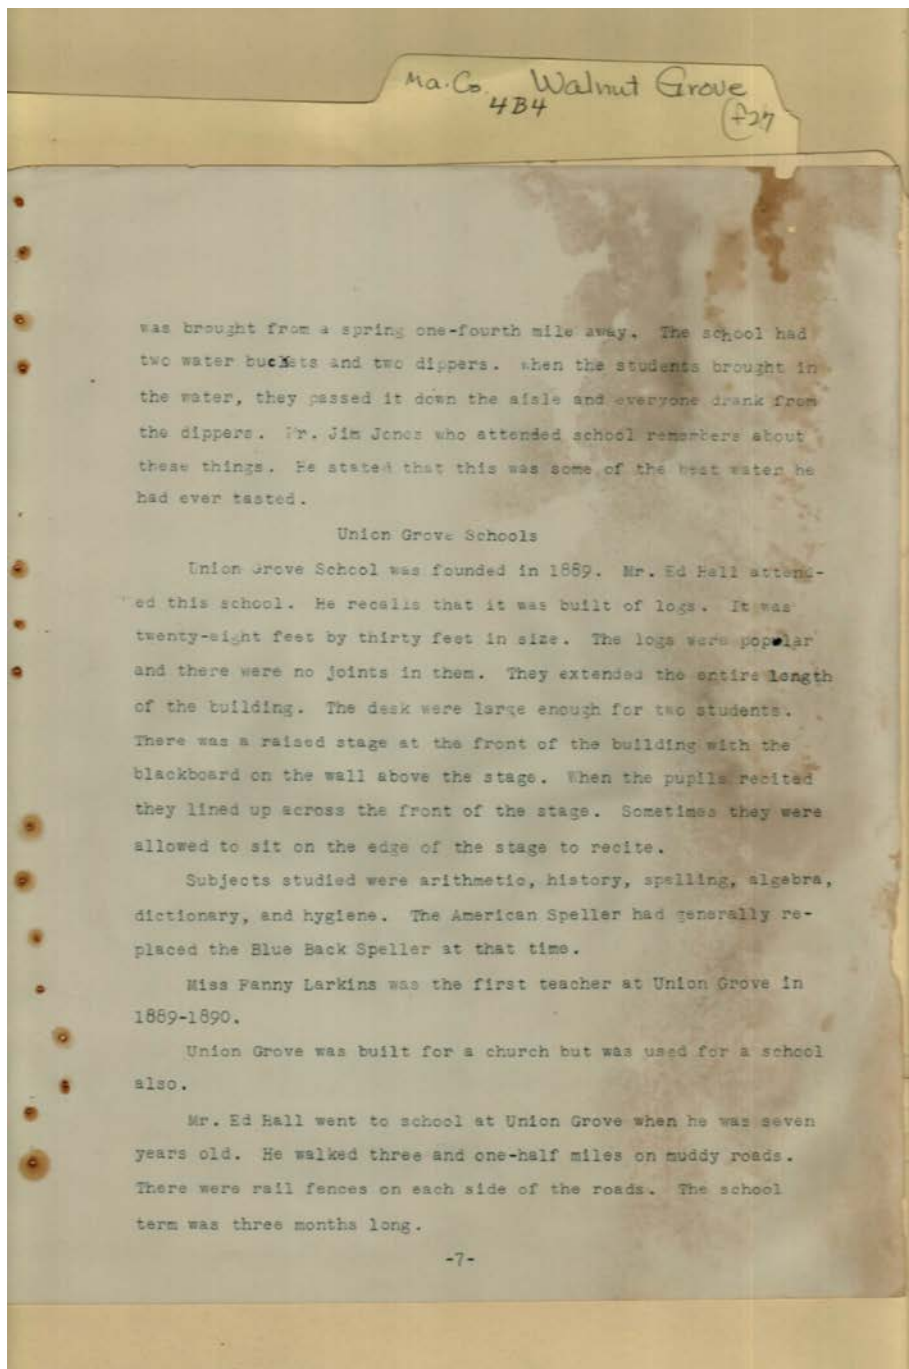 Ma. Co. Walnut Grove
4B4
f27
was brought from a spring one-fourth mile away. The school had
two water buckets and two dippers. When the students brought in
the water, they passed it down the aisle and everyone drank from
the dippers. Mr. Jim Jones who attended school remembers about
these things. He stated that this was some of the best water he
had ever tasted.
Union Grove Schools
Union Grove School was founded in 1889. Mr. Ed Hall attend-
ed this school. He recalls that it was built of logs. It was
twenty-eight feet by thirty feet in size. The logs were popular
and there were no joints in them. They extended the entire length
of the building. The desk were large enough for two students.
There was a raised stage at the front of the building with the
blackboard on the wall above the stage. When the pupils recited
they lined up across the front of the stage. Sometimes they were
allowed to sit on the edge of the stage to recite.
Subjects studied were arithmetic, history, spelling, algebra,
dictionary, and hygiene. The American Speller had generally re-
placed the Blue Back Speller at that time.
Miss Fanny Larkins was the first teacher at Union Grove in
1889-1890.
Union Grove was built for a church but was used for a school
also.
Mr. Ed Hall went to school at Union Grove when he was seven
years old. He walked three and one-half miles on muddy roads.
There were rail fences on each side of the roads. The school
term was three months long.
-7-